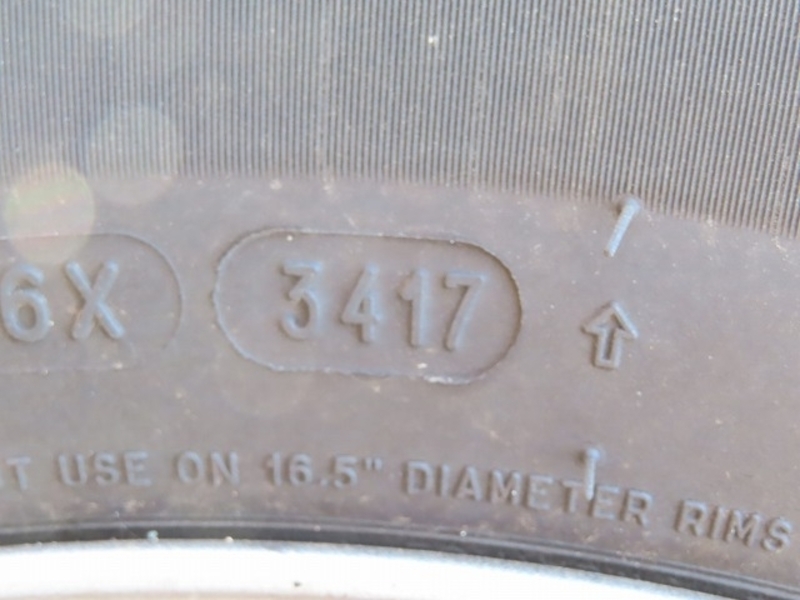 6X 3417
USE ON 16.5" DIAMETER RIMS